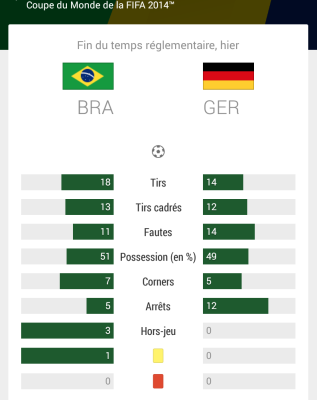 Coupe du Monde de la FIFA 2014™
Fin du temps réglementaire, hier
BRA GER
18 Tirs 14
13 Tirs cadrés 12
11 Fautes 14
51 Possession (en %) 49
7 Corners 5
5 Arrêts 12
3 Hors-jeu 0
1 0
0 0